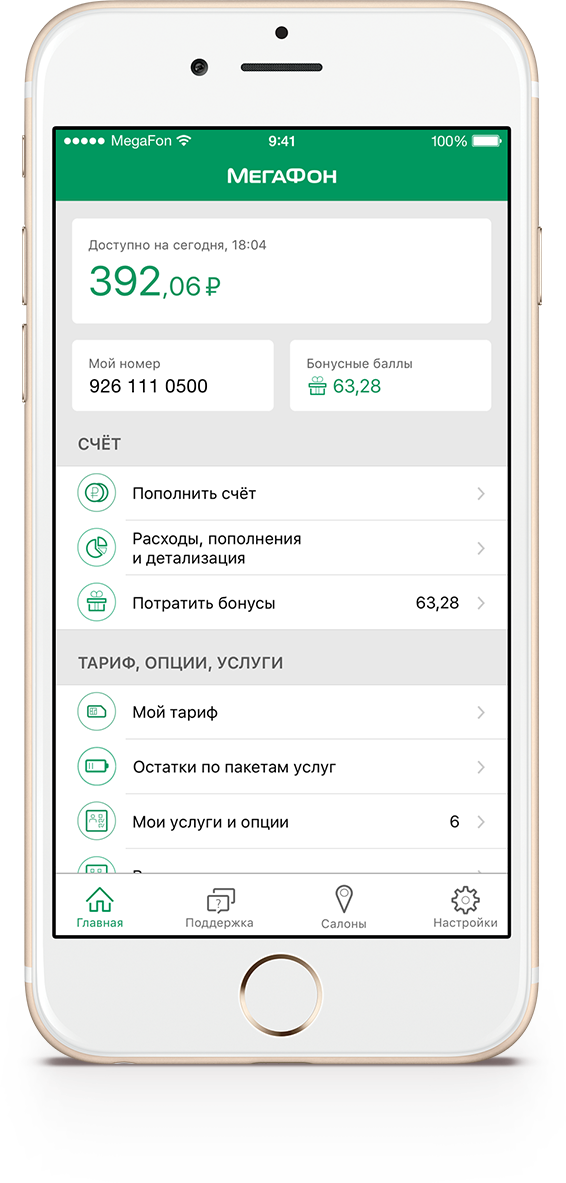 MegaFon
9:41
100%
МЕГАФОН
Доступно на сегодня, 18:04
392,06 ₽
Мой номер
926 111 0500
Бонусные баллы
63,28
СЧЁТ
Пополнить счёт
Расходы, пополнения
и детализация
Потратить бонусы
63,28
ТАРИФ, ОПЦИИ, УСЛУГИ
Мой тариф
Остатки по пакетам услуг
Мои услуги и опции
6
Главная
Поддержка
Салоны
Настройки